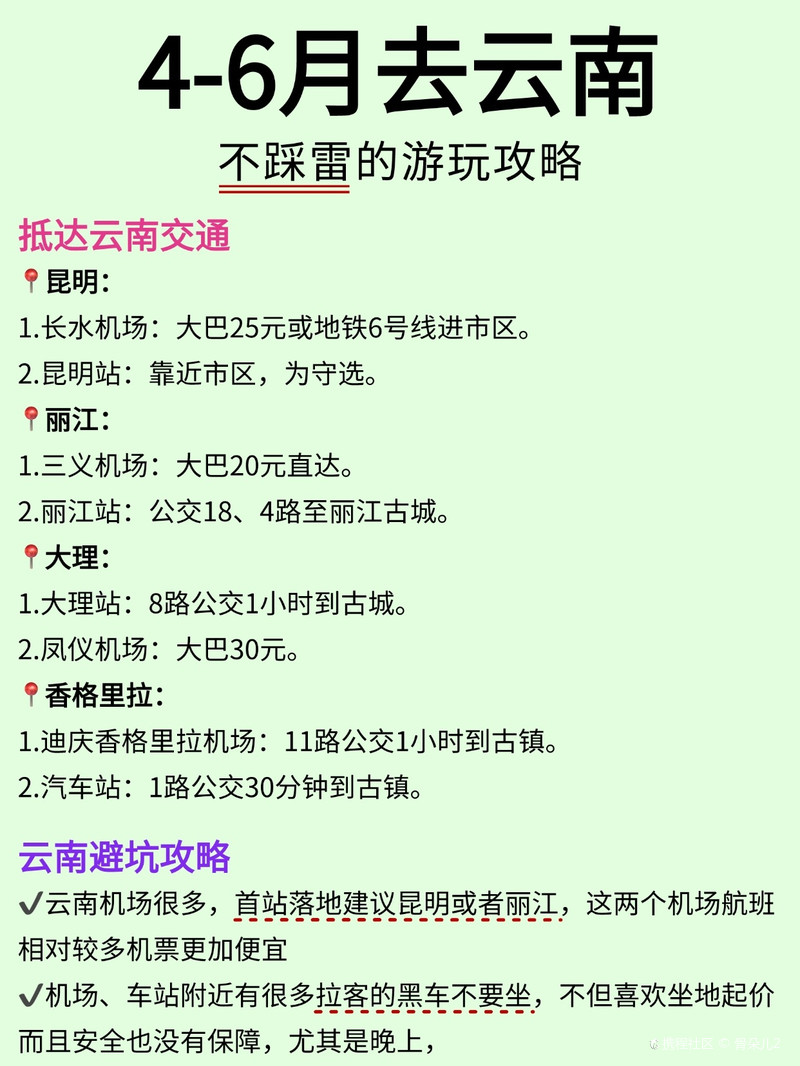 4-6月去云南
不踩雷的游玩攻略
抵达云南交通
📍昆明：
1.长水机场：大巴25元或地铁6号线进市区。
2.昆明站：靠近市区，为守选。
📍丽江：
1.三义机场：大巴20元直达。
2.丽江站：公交18、4路至丽江古城。
📍大理：
1.大理站：8路公交1小时到古城。
2.凤仪机场：大巴30元。
📍香格里拉：
1.迪庆香格里拉机场：11路公交1小时到古镇。
2.汽车站：1路公交30分钟到古镇。
云南避坑攻略
✔云南机场很多，首站落地建议昆明或者丽江，这两个机场航班
相对较多机票更加便宜
✔机场、车站附近有很多拉客的黑车不要坐，不但喜欢坐地起价
而且安全也没有保障，尤其是晚上，